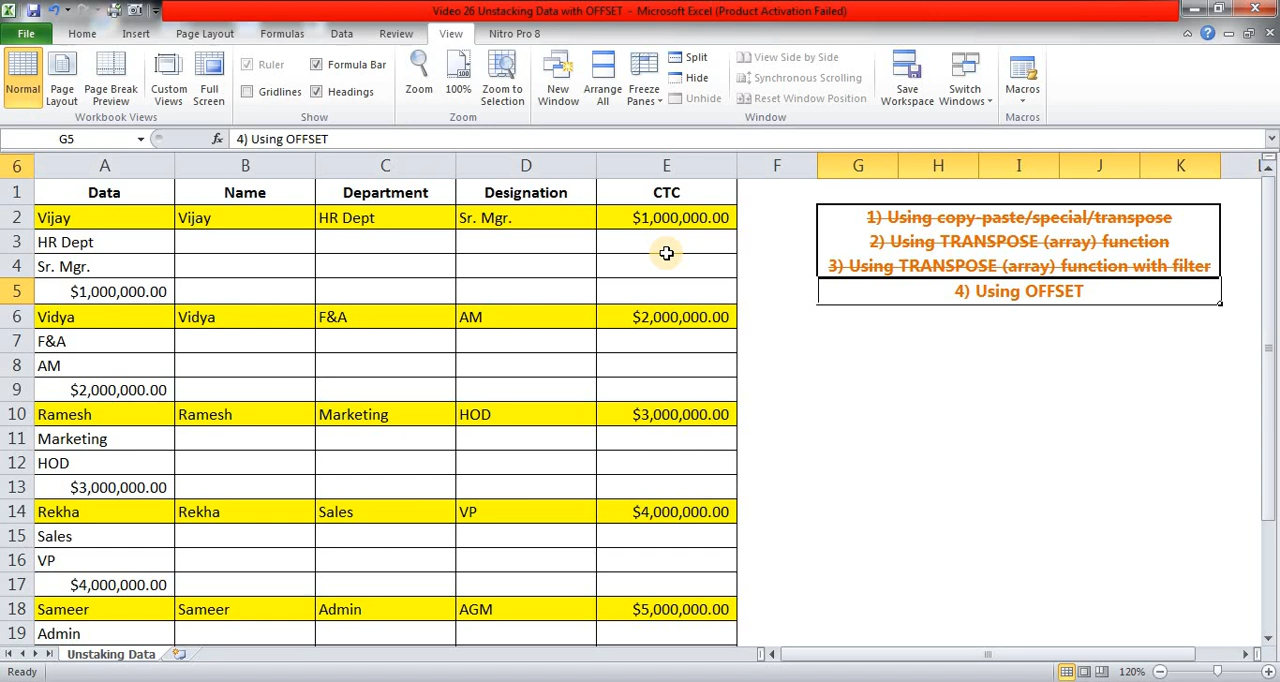 Video 26 Unstacking Data with OFFSET - Microsoft Excel (Product Activation Failed)
File Home Insert Page Layout Formulas Data Review View Nitro Pro 8
Normal Page Layout Page Break Preview Custom Views Full Screen
Workbook Views
Ruler Formula Bar
Gridlines Headings
Show
Zoom 100% Zoom to Selection
Zoom
New Window Arrange All Freeze Panes
Split
Hide
Unhide
View Side by Side
Synchronous Scrolling
Reset Window Position
Window
Save Workspace Switch Windows
Macros
Macros
G5 fx 4) Using OFFSET
6 A B C D E F G H I J K
1 Data Name Department Designation CTC
2 Vijay Vijay HR Dept Sr. Mgr. $1,000,000.00 1) Using copy-paste/special/transpose
3 HR Dept 2) Using TRANSPOSE (array) function
4 Sr. Mgr. 3) Using TRANSPOSE (array) function with filter
5 $1,000,000.00 4) Using OFFSET
6 Vidya Vidya F&A AM $2,000,000.00
7 F&A
8 AM
9 $2,000,000.00
10 Ramesh Ramesh Marketing HOD $3,000,000.00
11 Marketing
12 HOD
13 $3,000,000.00
14 Rekha Rekha Sales VP $4,000,000.00
15 Sales
16 VP
17 $4,000,000.00
18 Sameer Sameer Admin AGM $5,000,000.00
19 Admin
Unstaking Data
Ready 120%